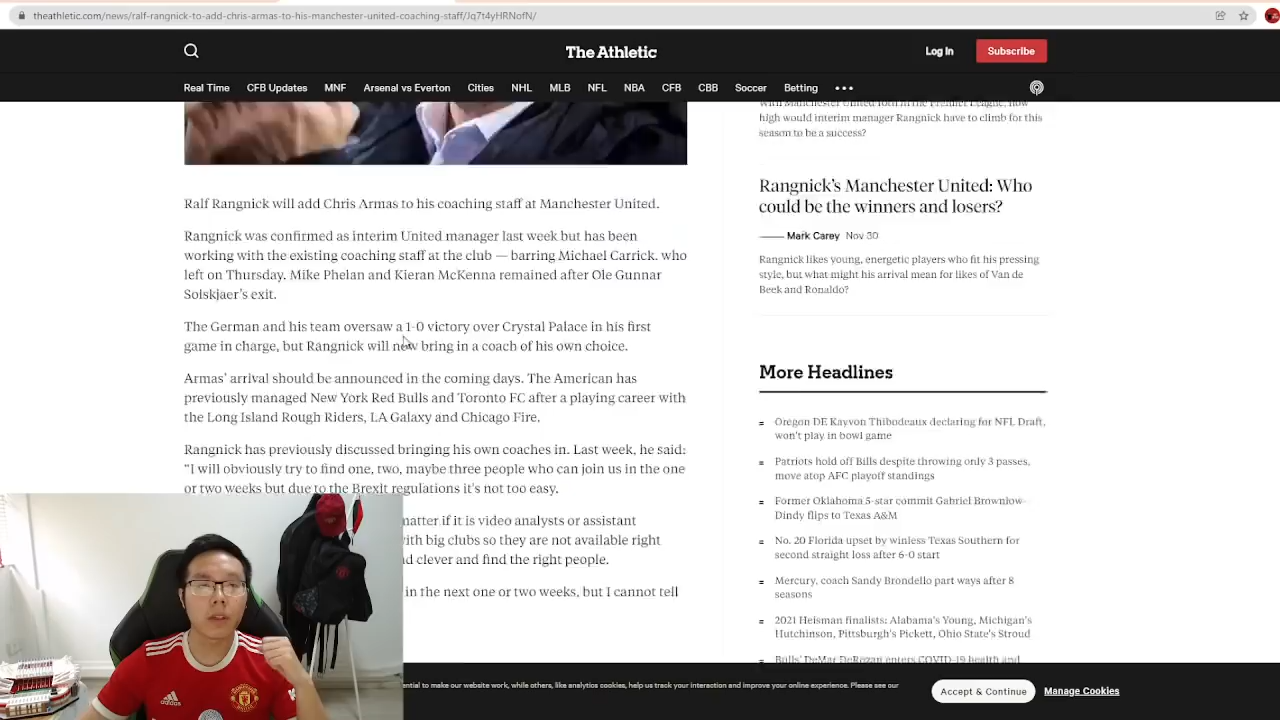 theathletic.com/news/ralf-rangnick-to-add-chris-armas-to-his-manchester-united-coaching-staff/Jq7t4yHRNofN/
The Athletic
Log In
Subscribe
Real Time
CFB Updates
MNF
Arsenal vs Everton
Cities
NHL
MLB
NFL
NBA
CFB
CBB
Soccer
Betting
Ralf Rangnick will add Chris Armas to his coaching staff at Manchester United.
Rangnick was confirmed as interim United manager last week but has been
working with the existing coaching staff at the club — barring Michael Carrick, who
left on Thursday. Mike Phelan and Kieran McKenna remained after Ole Gunnar
Solskjaer's exit.
The German and his team oversaw a 1-0 victory over Crystal Palace in his first
game in charge, but Rangnick will now bring in a coach of his own choice.
Armas' arrival should be announced in the coming days. The American has
previously managed New York Red Bulls and Toronto FC after a playing career with
the Long Island Rough Riders, LA Galaxy and Chicago Fire.
Rangnick has previously discussed bringing his own coaches in. Last week, he said:
"I will obviously try to find one, two, maybe three people who can join us in the one
or two weeks but due to the Brexit regulations it's not too easy.
matter if it is video analysts or assistant
with big clubs so they are not available right
d clever and find the right people.
in the next one or two weeks, but I cannot tell
with Manchester United 10th in the Premier League, how
high would interim manager Rangnick have to climb for this
season to be a success?
Rangnick's Manchester United: Who
could be the winners and losers?
Mark Carey Nov 30
Rangnick likes young, energetic players who fit his pressing
style, but what might his arrival mean for likes of Van de
Beek and Ronaldo?
More Headlines
Oregon DE Kayvon Thibodeaux declaring for NFL Draft,
won't play in bowl game
Patriots hold off Bills despite throwing only 3 passes,
move atop AFC playoff standings
Former Oklahoma 5-star commit Gabriel Brownlow-
Dindy flips to Texas A&M
No. 20 Florida upset by winless Texas Southern for
second straight loss after 6-0 start
Mercury, coach Sandy Brondello part ways after 8
seasons
2021 Heisman finalists: Alabama's Young, Michigan's
Hutchinson, Pittsburgh's Pickett, Ohio State's Stroud
Bulls' DeMar DeRozan enters COVID-19 health and
ential to make our website work, while others, like analytics cookies, help us track your interaction and improve your online experience. Please see our
Accept & Continue
Manage Cookies
adidas